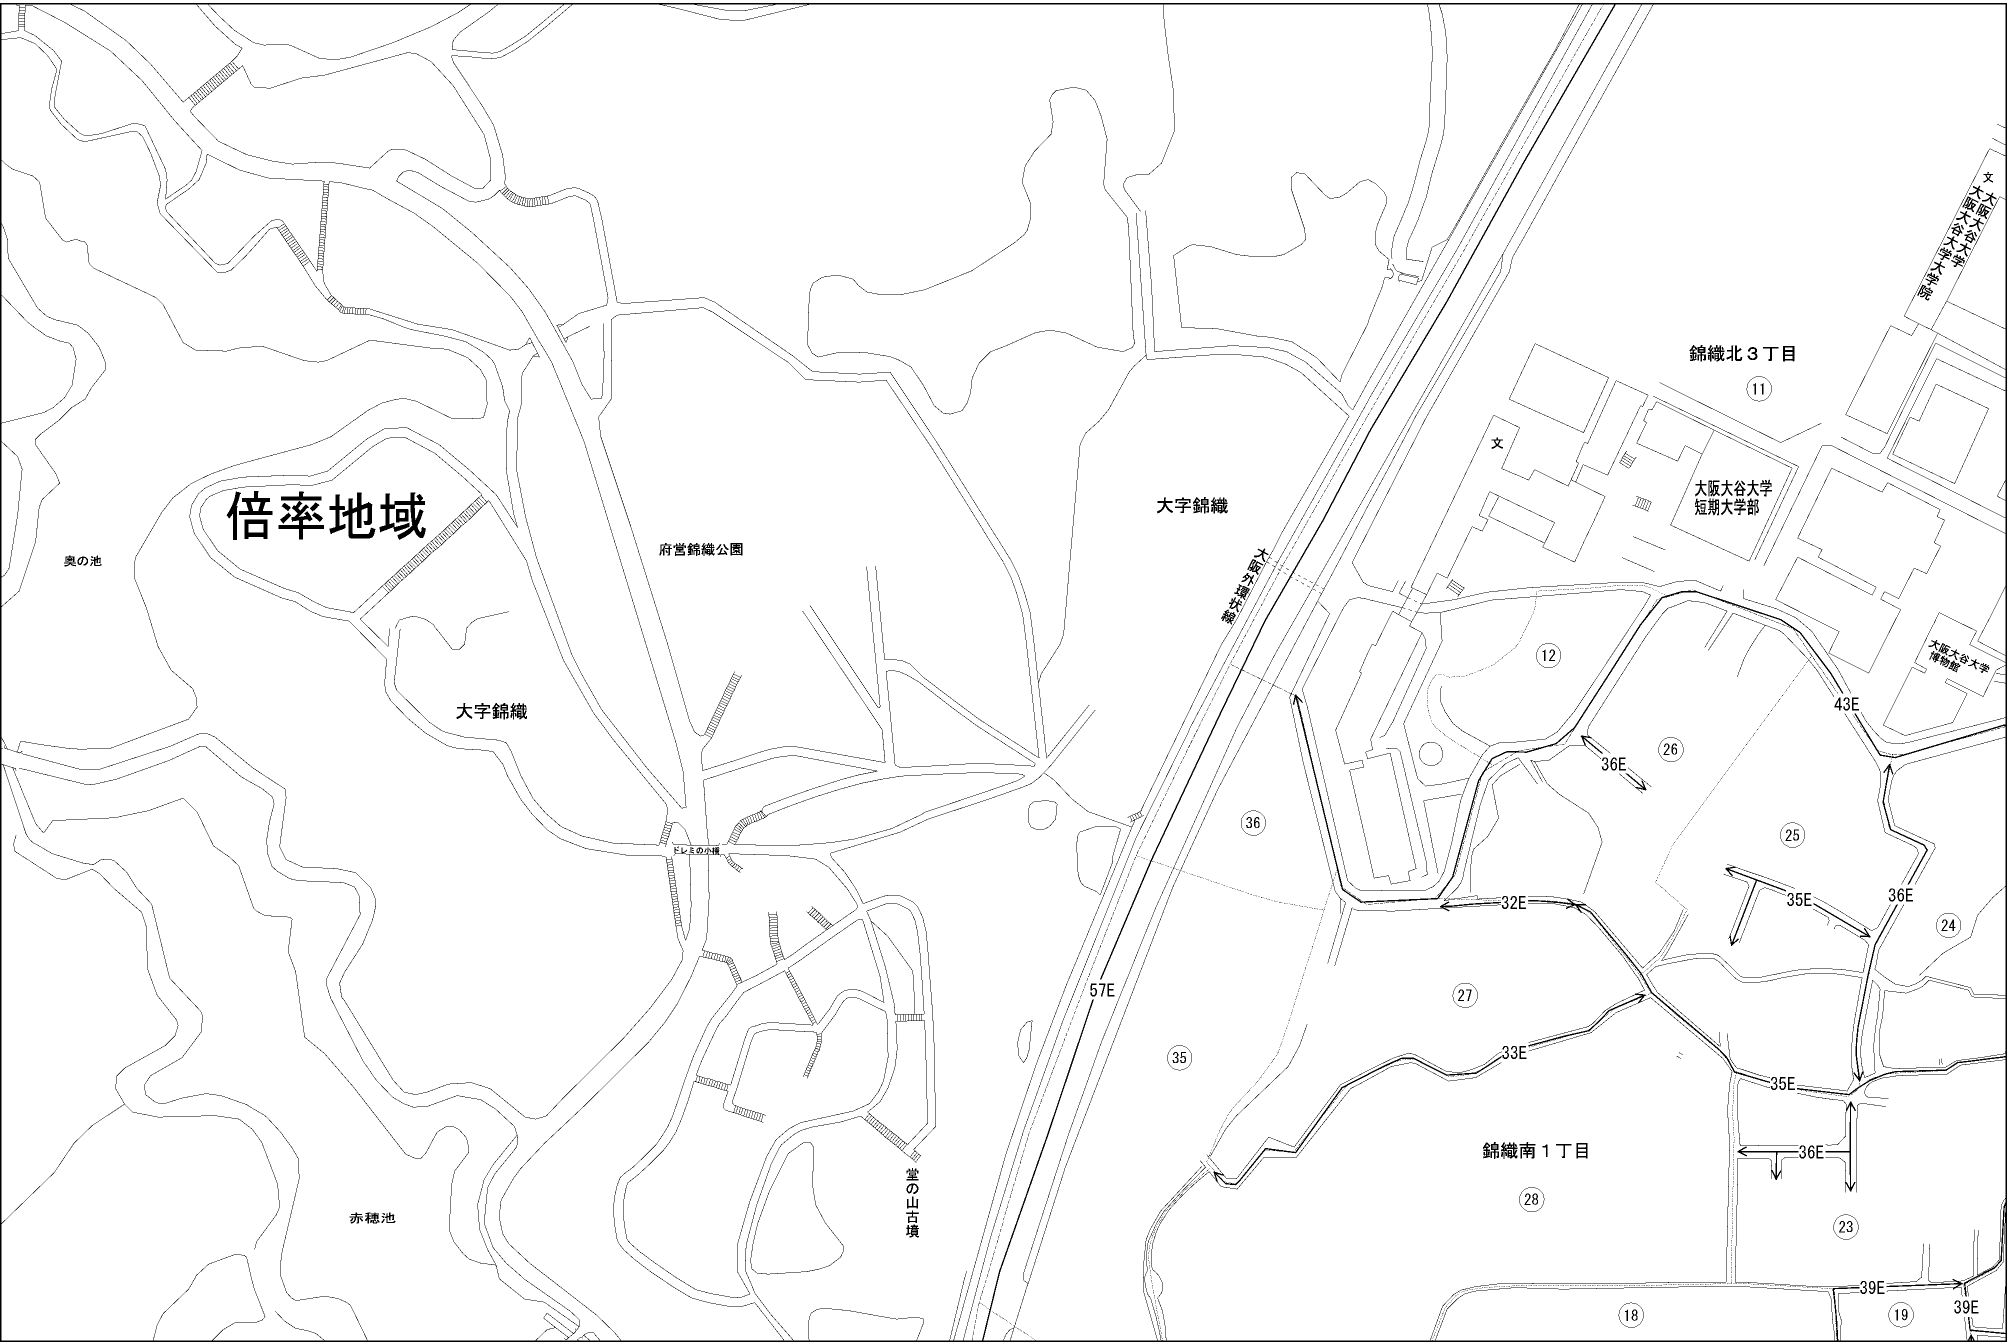 文
大阪大谷大学
大阪大谷大学大学院
錦織北３丁目
11
文
大阪大谷大学
短期大学部
倍率地域
大字錦織
府営錦織公園
奥の池
大阪外環状線
12
大阪大谷大学
博物館
大字錦織
43E
26
36E
36
25
ドレミの小橋
35E
36E
32E
24
57E
27
35
33E
35E
錦織南１丁目
36E
28
堂の山古墳
赤穂池
23
39E
18
19
39E